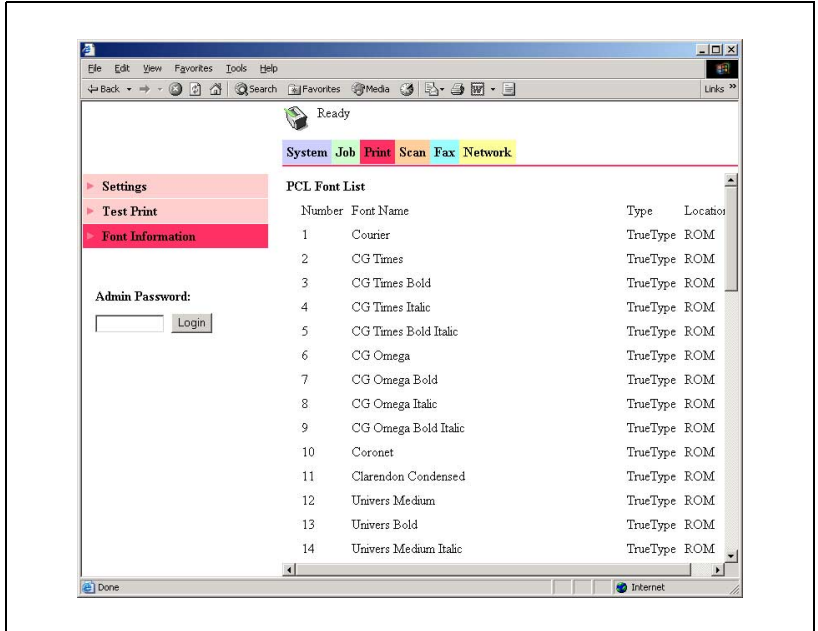 File Edit View Favorites Tools Help
Back Search Favorites Media Links »
Ready
System Job Print Scan Fax Network
Settings
Test Print
Font Information
Admin Password:
Login
PCL Font List
Number Font Name Type Location
1 Courier TrueType ROM
2 CG Times TrueType ROM
3 CG Times Bold TrueType ROM
4 CG Times Italic TrueType ROM
5 CG Times Bold Italic TrueType ROM
6 CG Omega TrueType ROM
7 CG Omega Bold TrueType ROM
8 CG Omega Italic TrueType ROM
9 CG Omega Bold Italic TrueType ROM
10 Coronet TrueType ROM
11 Clarendon Condensed TrueType ROM
12 Univers Medium TrueType ROM
13 Univers Bold TrueType ROM
14 Univers Medium Italic TrueType ROM
Done Internet